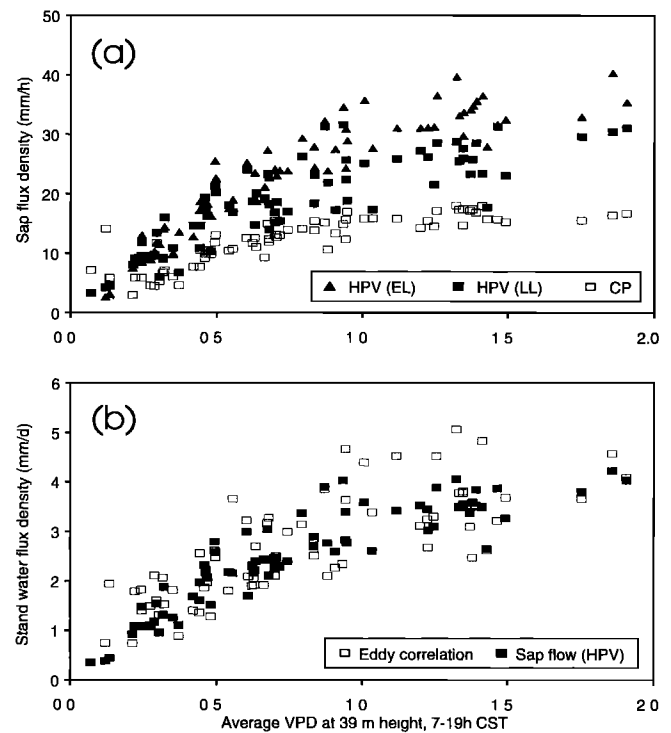 50
(a)
40
30
20
10
0
Sap flux density (mm/h)
▲ HPV (EL) ■ HPV (LL) □ CP
0 0 0 5 1 0 1 5 2 0
6
(b)
5
4
3
2
1
0
Stand water flux density (mm/d)
□ Eddy correlation ■ Sap flow (HPV)
0 0 0 5 1 0 1 5 2 0
Average VPD at 39 m height, 7-19h CST